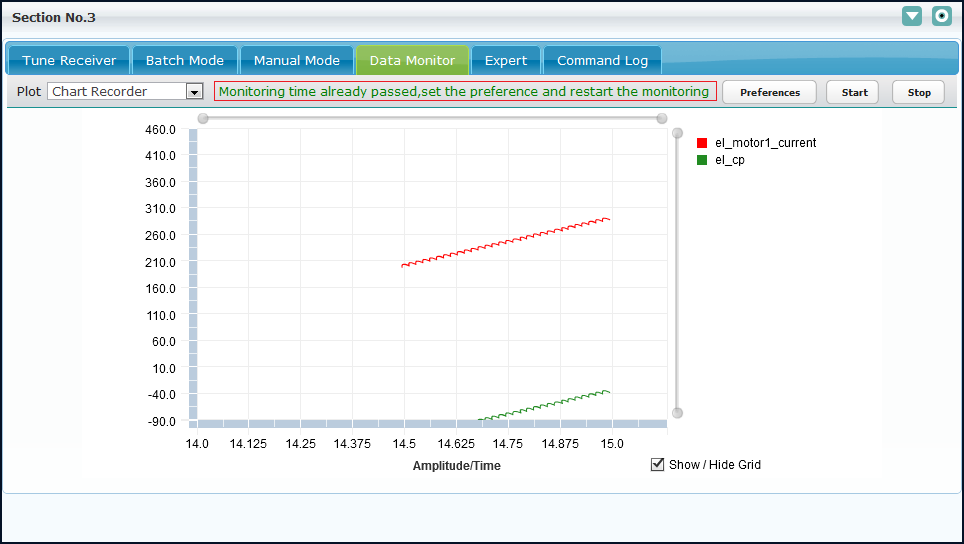 Section No.3
Tune Receiver Batch Mode Manual Mode Data Monitor Expert Command Log
Plot Chart Recorder Monitoring time already passed,set the preference and restart the monitoring Preferences Start Stop
460.0
410.0
360.0
310.0
260.0
210.0
160.0
110.0
60.0
10.0
-40.0
-90.0
el_motor1_current
el_cp
14.0 14.125 14.25 14.375 14.5 14.625 14.75 14.875 15.0
Amplitude/Time
Show / Hide Grid